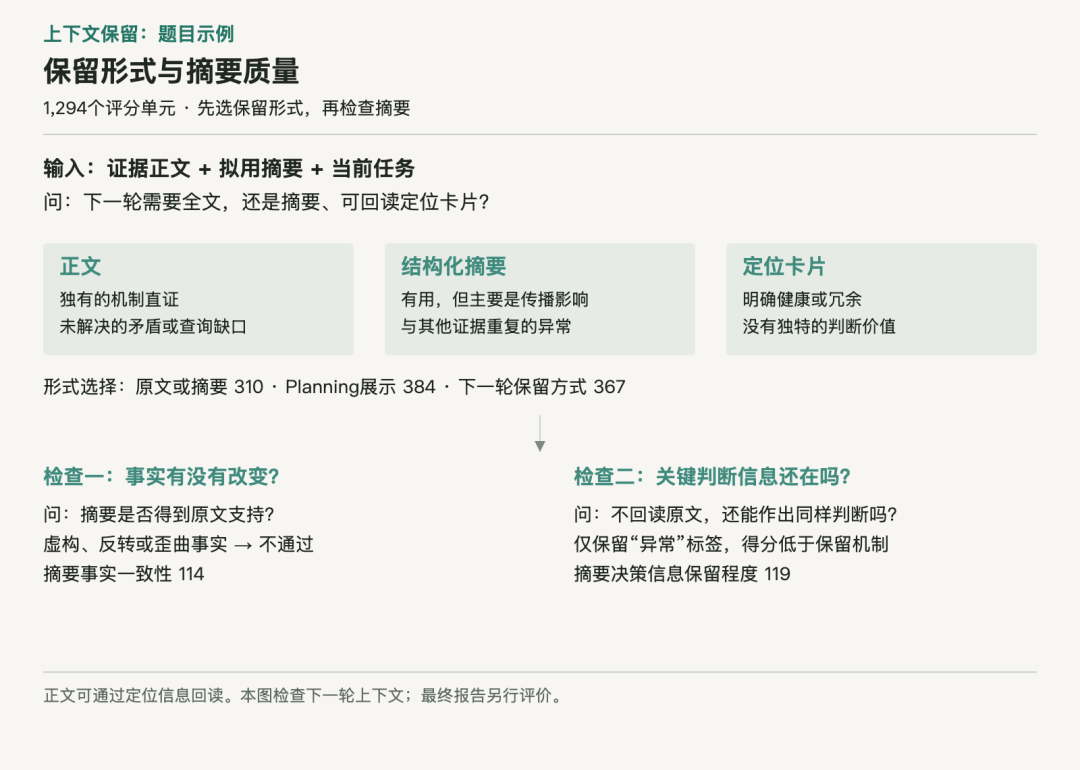 上下文保留：题目示例
保留形式与摘要质量
1,294个评分单元 · 先选保留形式，再检查摘要
输入：证据正文 + 拟用摘要 + 当前任务
问：下一轮需要全文，还是摘要、可回读定位卡片？
正文
独有的机制直证
未解决的矛盾或查询缺口
结构化摘要
有用，但主要是传播影响
与其他证据重复的异常
定位卡片
明确健康或冗余
没有独特的判断价值
形式选择：原文或摘要 310 · Planning展示 384 · 下一轮保留方式 367
检查一：事实有没有改变？
问：摘要是否得到原文支持？
虚构、反转或歪曲事实 → 不通过
摘要事实一致性 114
检查二：关键判断信息还在吗？
问：不回读原文，还能作出同样判断吗？
仅保留“异常”标签，得分低于保留机制
摘要决策信息保留程度 119
正文可通过定位信息回读。本图检查下一轮上下文；最终报告另行评价。